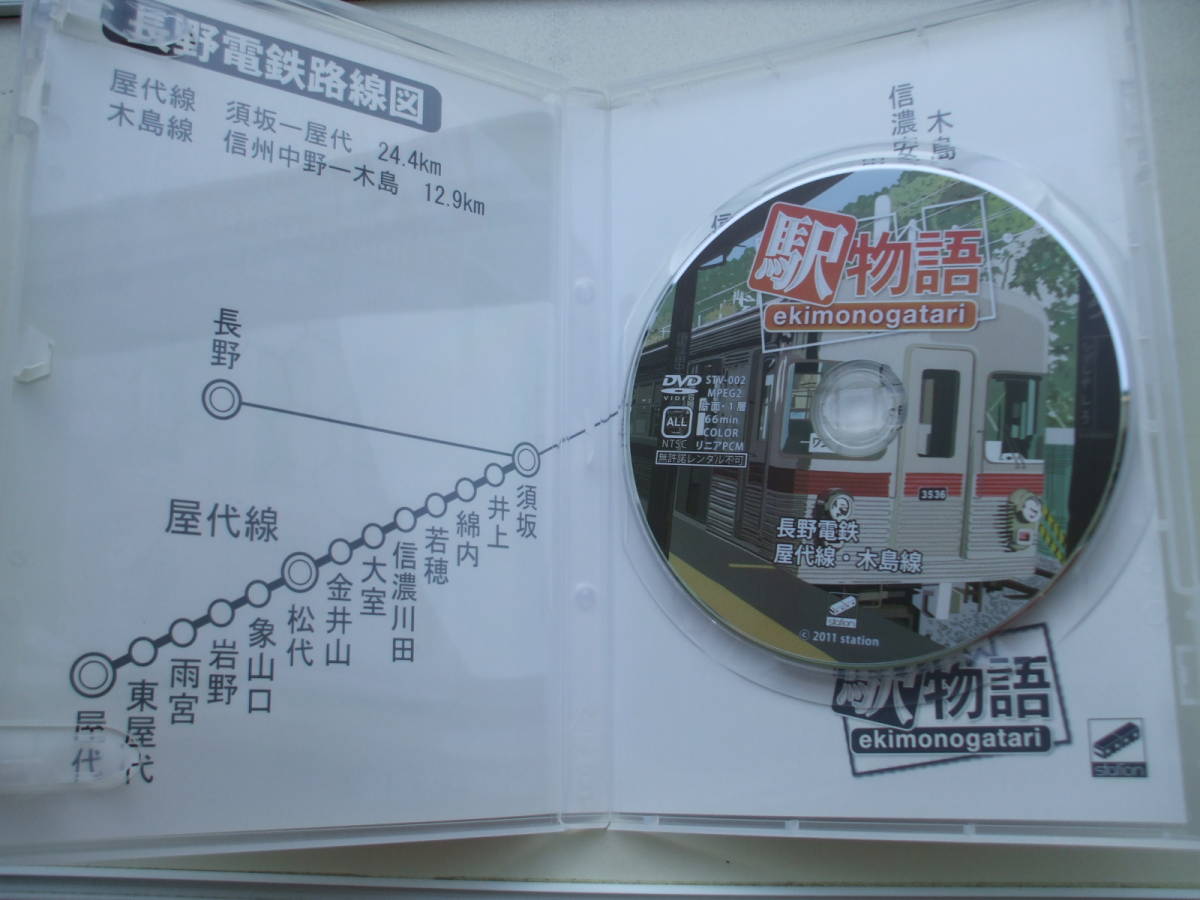 長野電鉄路線図
屋代線 須坂ー屋代 24.4km
木島線 信州中野ー木島 12.9km
長野
屋代線
須坂
井上
綿内
若穂
信濃川田
大室
金井山
松代
象山口
岩野
雨宮
東屋代
屋代
木島
信濃安
駅物語
ekimonogatari
DVD
VIDEO
STV-002
MPEG2
片面・1層
66min
COLOR
ALL
NTSC
リニアPCM
無許諾レンタル不可
3536
長野電鉄
屋代線・木島線
station
© 2011 station
駅物語
ekimonogatari
station